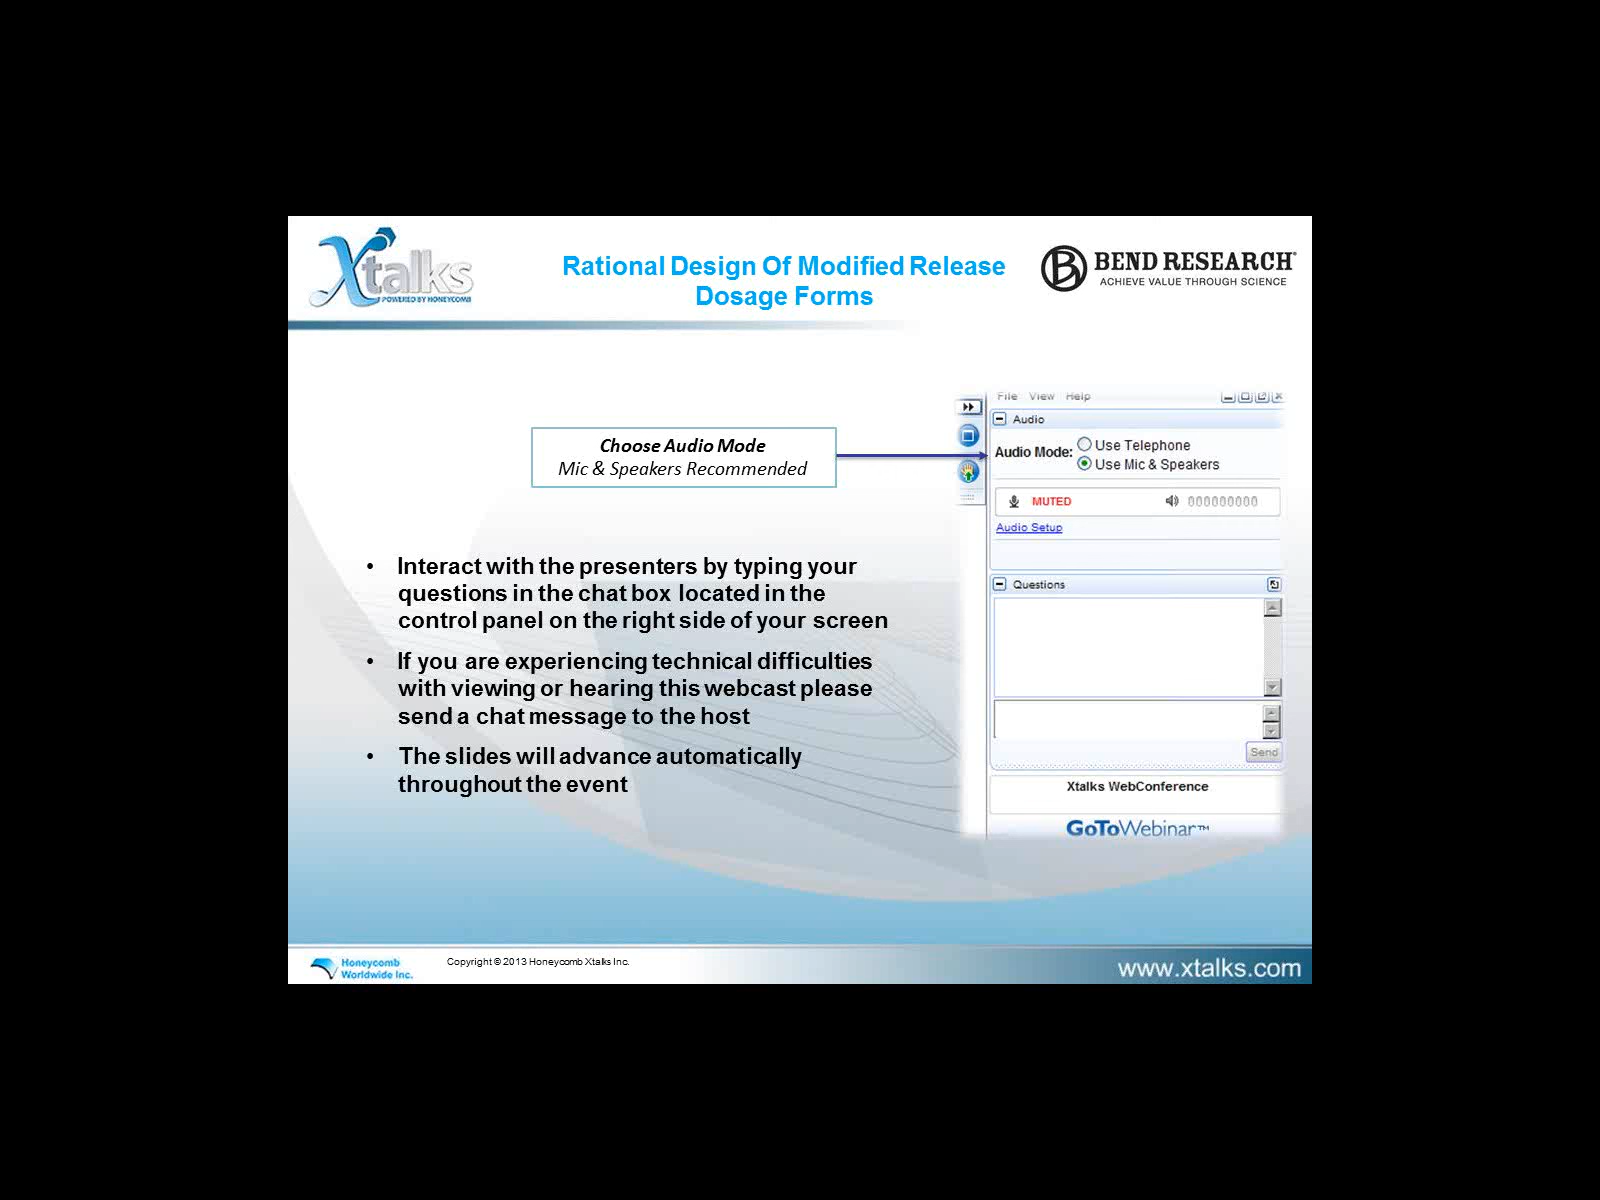 Xtalks
POWERED BY HONEYCOMB
Rational Design Of Modified Release
Dosage Forms
B BEND RESEARCH®
ACHIEVE VALUE THROUGH SCIENCE
Choose Audio Mode
Mic & Speakers Recommended
File View Help
Audio
Audio Mode: Use Telephone
Use Mic & Speakers
MUTED 000000000
Audio Setup
Questions
Send
Xtalks WebConference
GoToWebinar™
• Interact with the presenters by typing your
questions in the chat box located in the
control panel on the right side of your screen
• If you are experiencing technical difficulties
with viewing or hearing this webcast please
send a chat message to the host
• The slides will advance automatically
throughout the event
Honeycomb
Worldwide Inc.
Copyright © 2013 Honeycomb Xtalks Inc.
www.xtalks.com